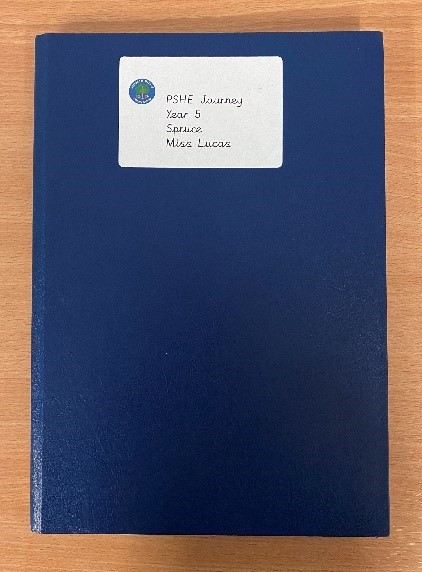 PSHE Journey
Year 5
Spruce
Miss Lucas